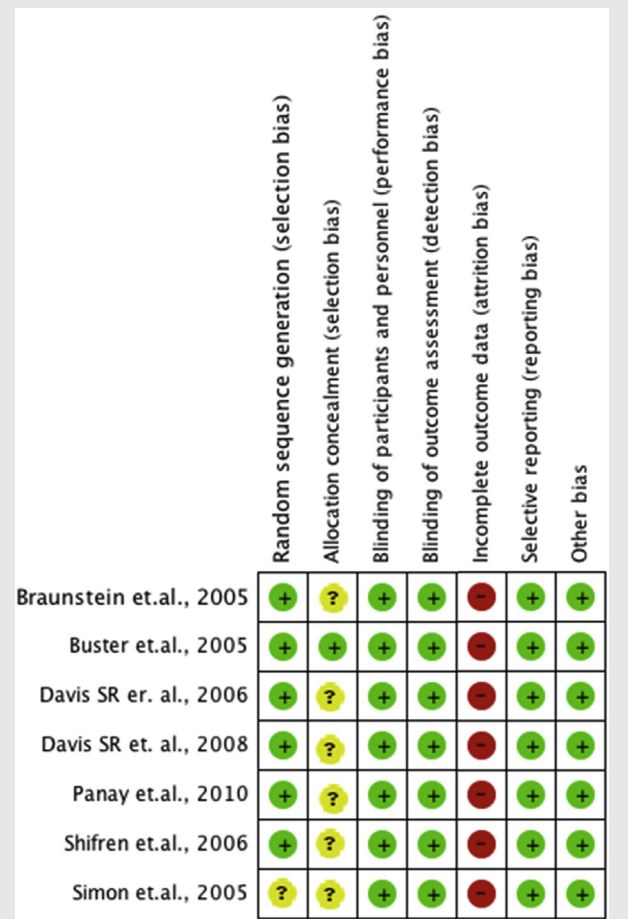 Random sequence generation (selection bias)
Allocation concealment (selection bias)
Blinding of participants and personnel (performance bias)
Blinding of outcome assessment (detection bias)
Incomplete outcome data (attrition bias)
Selective reporting (reporting bias)
Other bias
Braunstein et.al., 2005 + ? + + - + +
Buster et.al., 2005 + + + + - + +
Davis SR er. al., 2006 + ? + + - + +
Davis SR et. al., 2008 + ? + + - + +
Panay et.al., 2010 + ? + + - + +
Shifren et.al., 2006 + ? + + - + +
Simon et.al., 2005 ? ? + + - + +